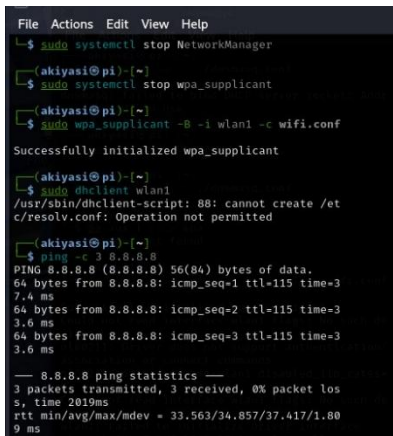 File Actions Edit View Help
└─$ sudo systemctl stop NetworkManager
┌──(akiyasi㉿pi)-[~]
└─$ sudo systemctl stop wpa_supplicant
┌──(akiyasi㉿pi)-[~]
└─$ sudo wpa_supplicant -B -i wlan1 -c wifi.conf
Successfully initialized wpa_supplicant
┌──(akiyasi㉿pi)-[~]
└─$ sudo dhclient wlan1
/usr/sbin/dhclient-script: 88: cannot create /et
c/resolv.conf: Operation not permitted
┌──(akiyasi㉿pi)-[~]
└─$ ping -c 3 8.8.8.8
PING 8.8.8.8 (8.8.8.8) 56(84) bytes of data.
64 bytes from 8.8.8.8: icmp_seq=1 ttl=115 time=3
7.4 ms
64 bytes from 8.8.8.8: icmp_seq=2 ttl=115 time=3
3.6 ms
64 bytes from 8.8.8.8: icmp_seq=3 ttl=115 time=3
3.6 ms
--- 8.8.8.8 ping statistics ---
3 packets transmitted, 3 received, 0% packet los
s, time 2019ms
rtt min/avg/max/mdev = 33.563/34.857/37.417/1.80
9 ms